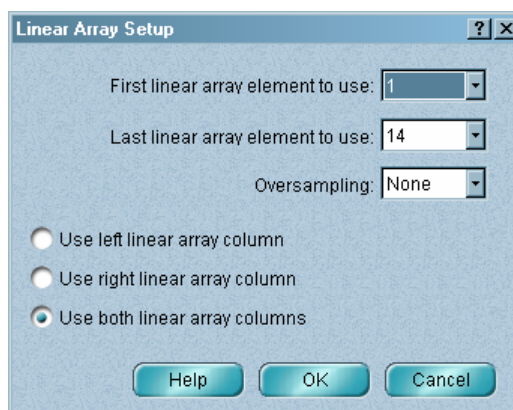 Linear Array Setup
First linear array element to use: 1
Last linear array element to use: 14
Oversampling: None
Use left linear array column
Use right linear array column
Use both linear array columns
Help OK Cancel